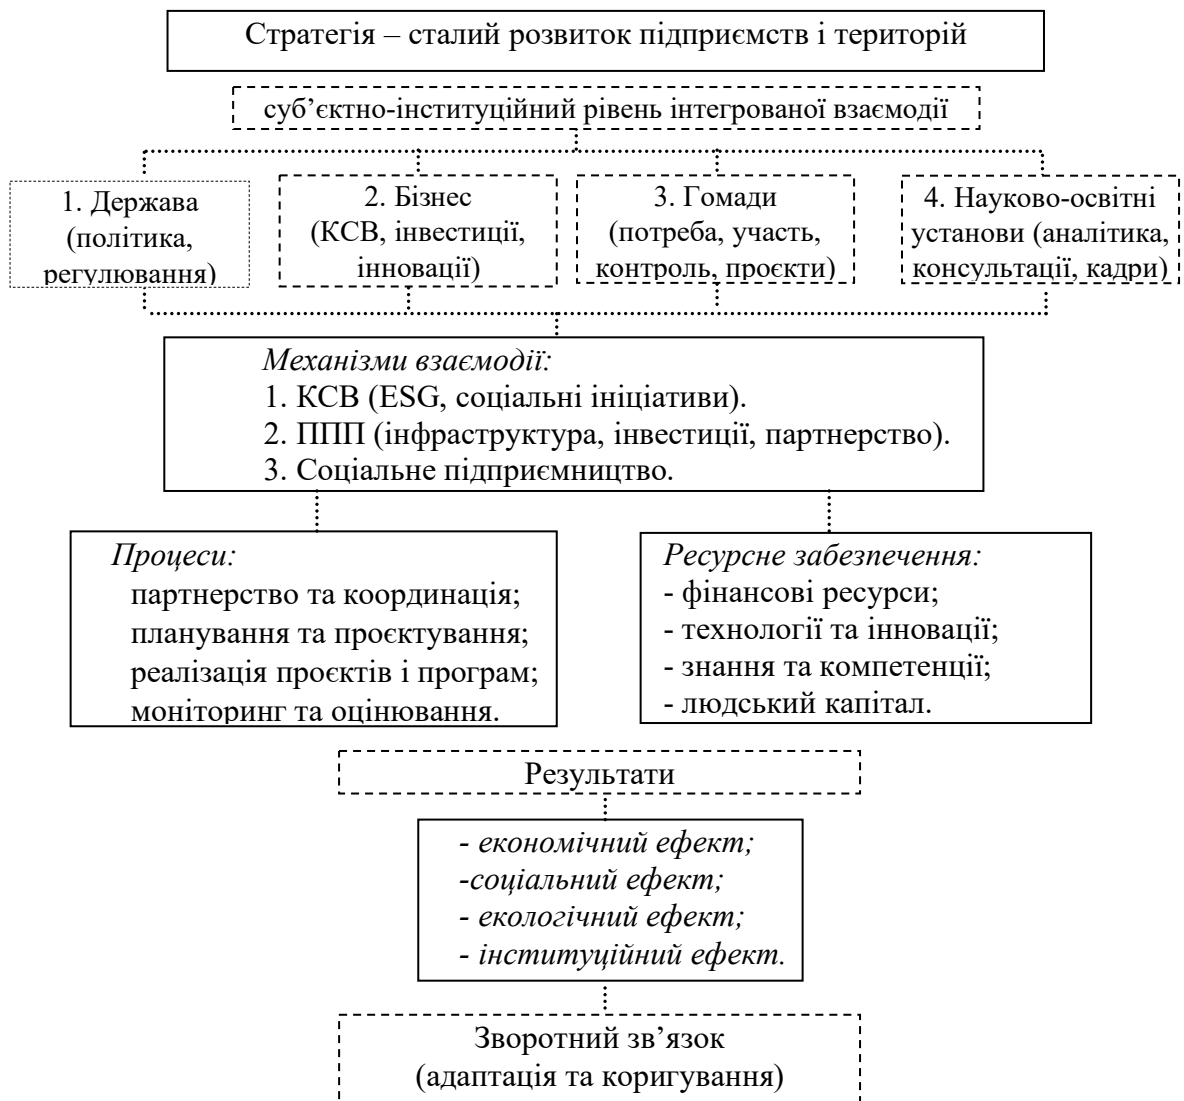 Стратегія – сталий розвиток підприємств і територій
суб’єктно-інституційний рівень інтегрованої взаємодії
1. Держава
(політика,
регулювання)
2. Бізнес
(КСВ, інвестиції,
інновації)
3. Гомади
(потреба, участь,
контроль, проєкти)
4. Науково-освітні
установи (аналітика,
консультації, кадри)
Механізми взаємодії:
1. КСВ (ESG, соціальні ініціативи).
2. ППП (інфраструктура, інвестиції, партнерство).
3. Соціальне підприємництво.
Процеси:
партнерство та координація;
планування та проєктування;
реалізація проєктів і програм;
моніторинг та оцінювання.
Ресурсне забезпечення:
- фінансові ресурси;
- технології та інновації;
- знання та компетенції;
- людський капітал.
Результати
- економічний ефект;
-соціальний ефект;
- екологічний ефект;
- інституційний ефект.
Зворотний зв’язок
(адаптація та коригування)